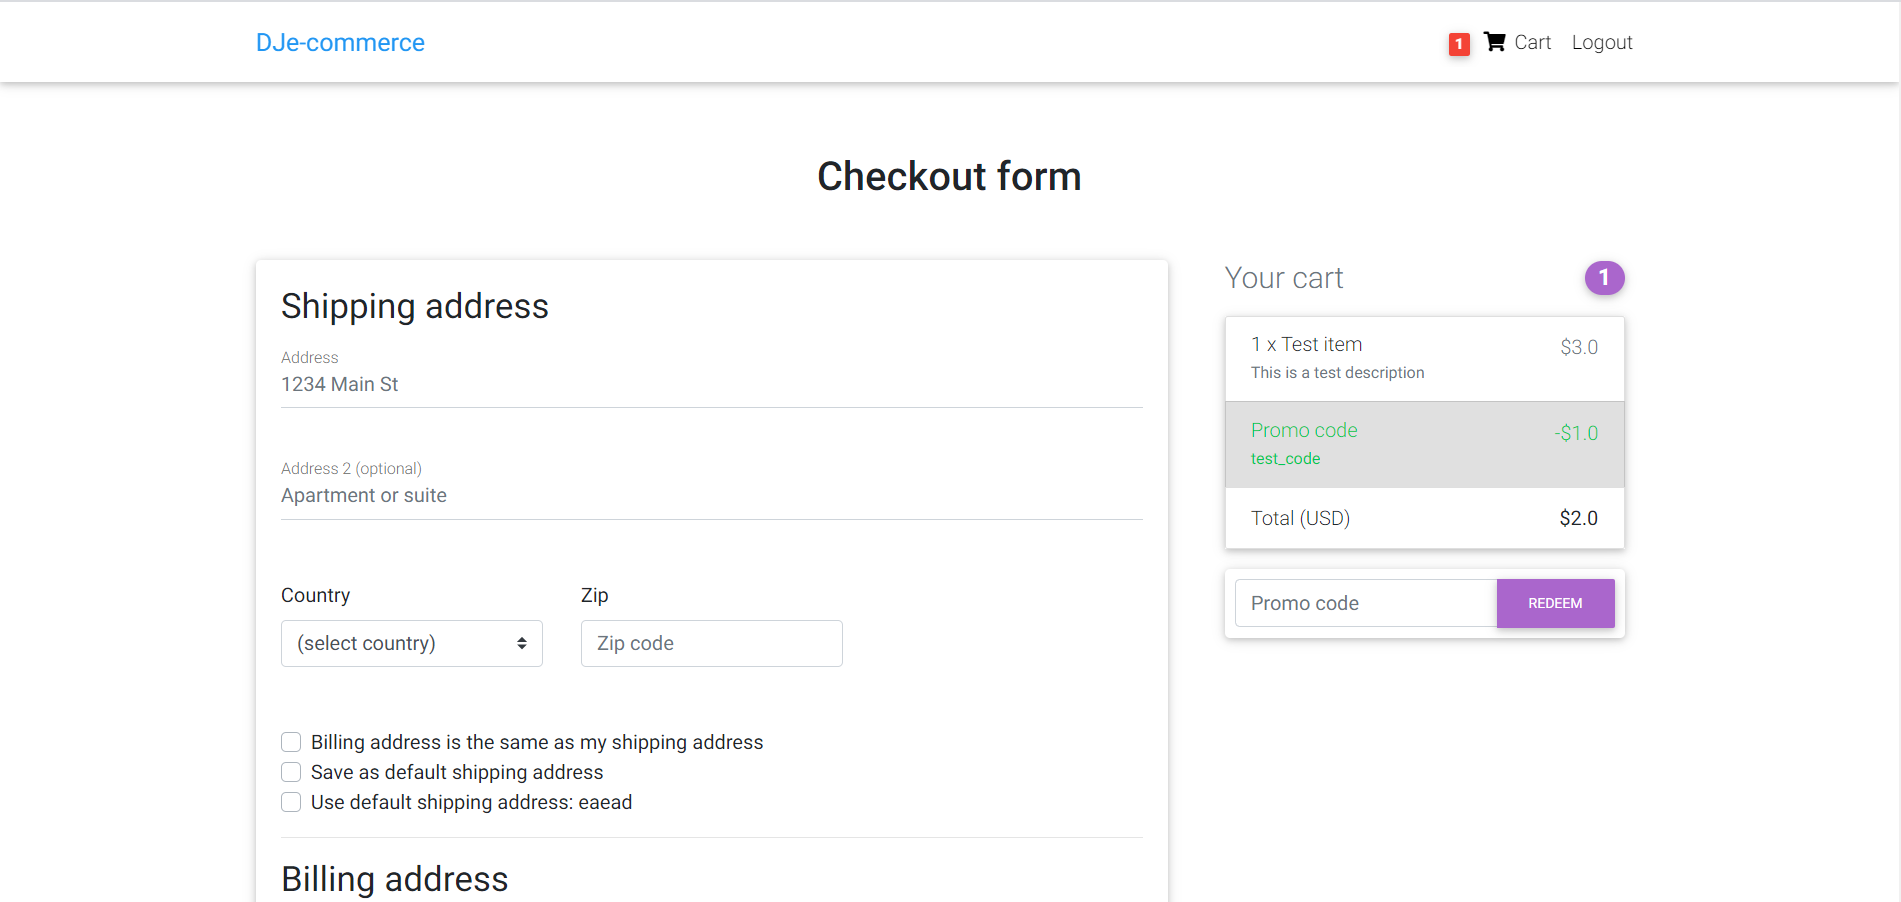 DJe-commerce
1 Cart Logout
Checkout form
Shipping address
Address
1234 Main St
Address 2 (optional)
Apartment or suite
Country Zip
(select country) Zip code
Billing address is the same as my shipping address
Save as default shipping address
Use default shipping address: eaead
Billing address
Your cart 1
1 x Test item $3.0
This is a test description
Promo code -$1.0
test_code
Total (USD) $2.0
Promo code REDEEM